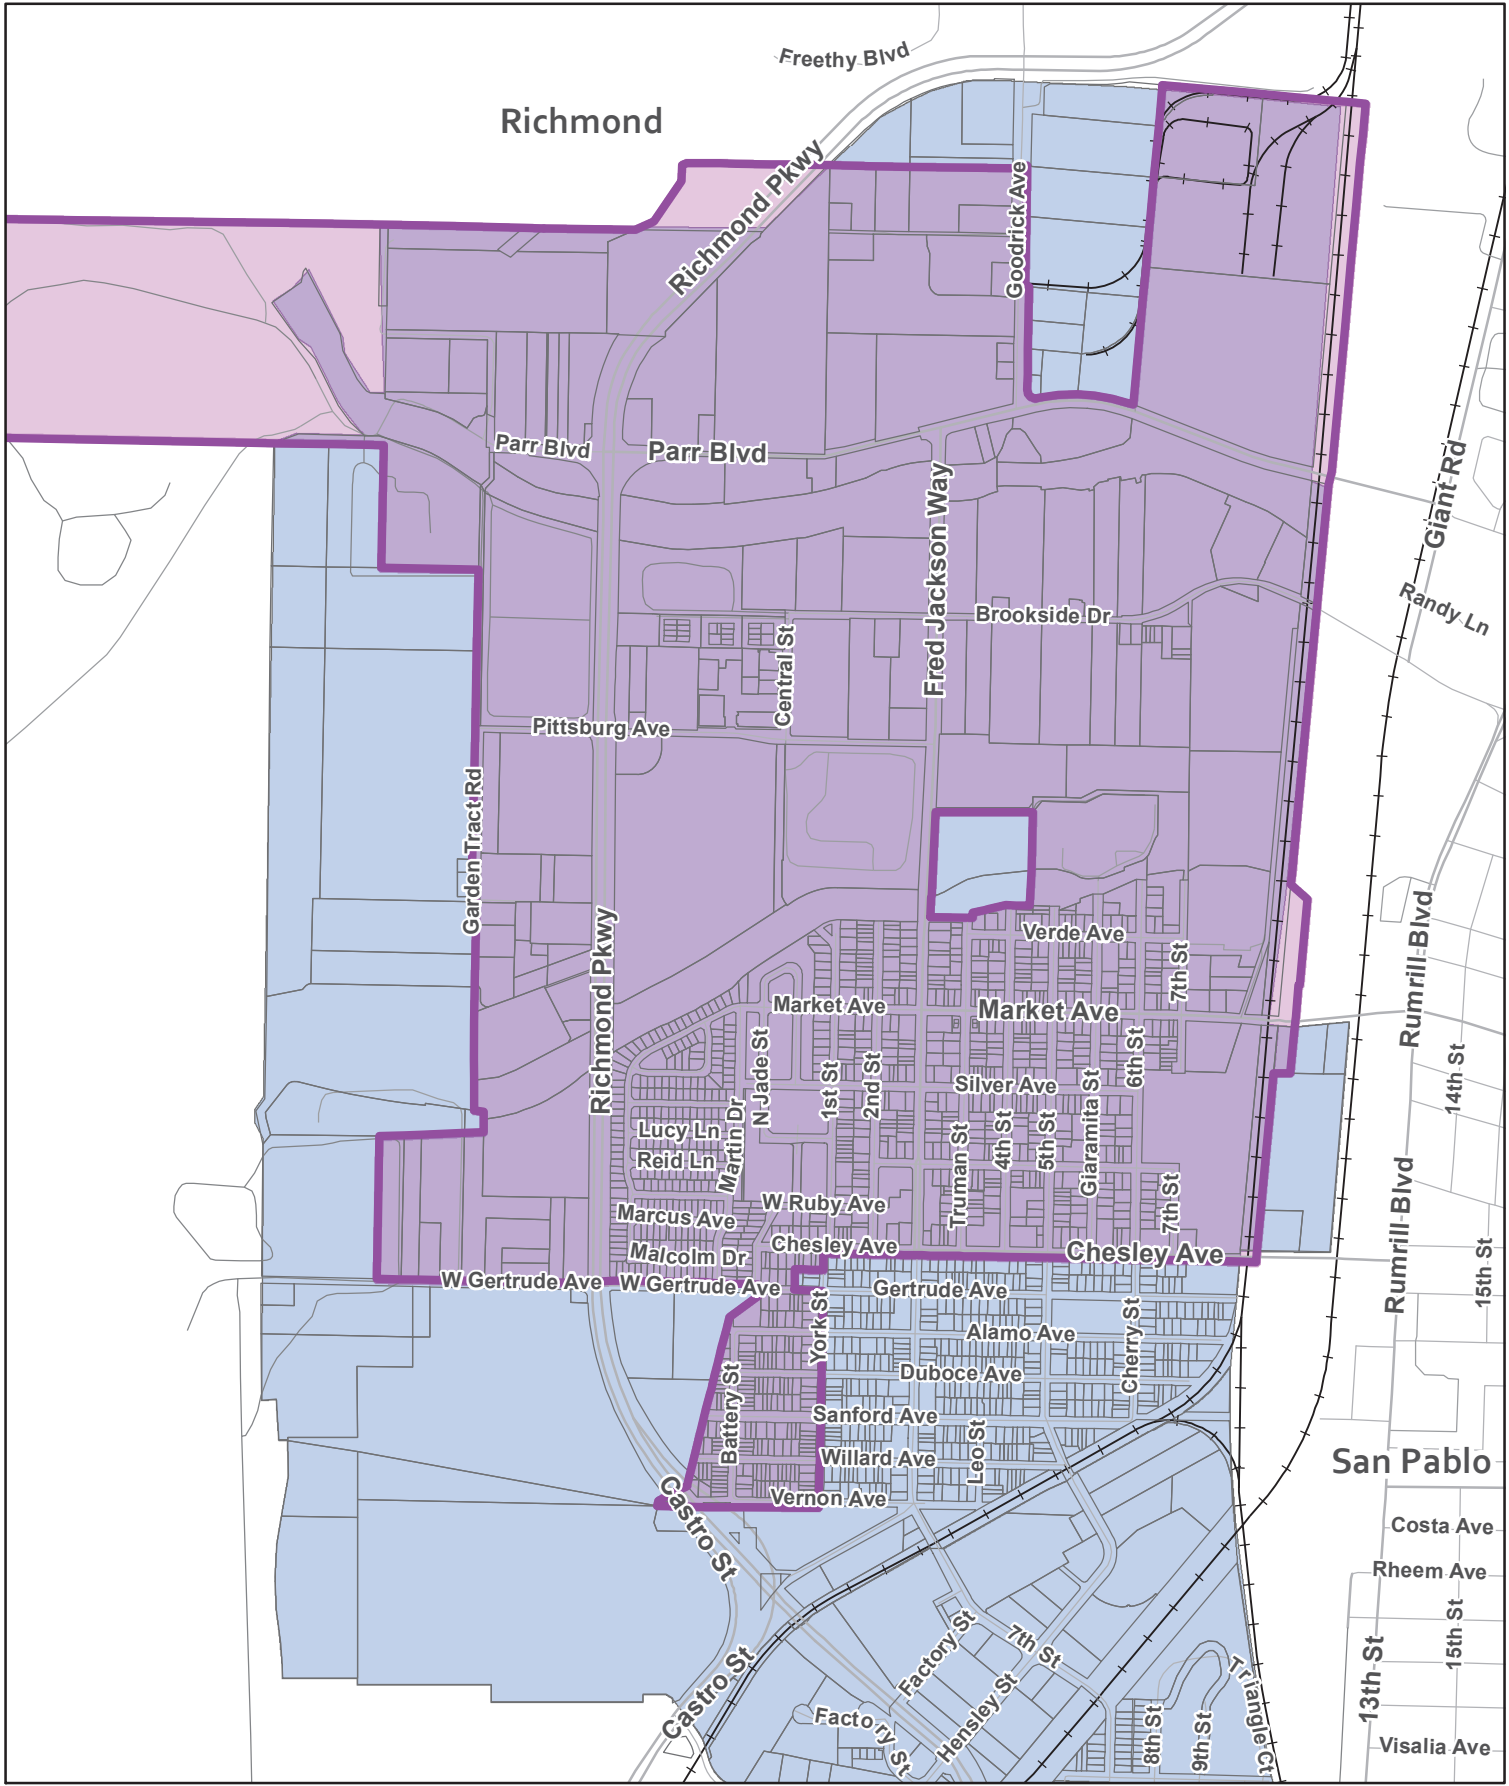 Freethy Blvd
Richmond
Richmond Pkwy
Goodrick Ave
Parr Blvd
Parr Blvd
Giant Rd
Fred Jackson Way
Randy Ln
Brookside Dr
Central St
Pittsburg Ave
Garden Tract Rd
Richmond Pkwy
Verde Ave
Rumrill Blvd
7th St
Market Ave
Market Ave
N Jade St
1st St
2nd St
Silver Ave
6th St
14th St
Giaramita St
Lucy Ln
Martin Dr
Reid Ln
Truman St
4th St
5th St
7th St
Rumrill Blvd
W Ruby Ave
Marcus Ave
Chesley Ave
Chesley Ave
Malcolm Dr
15th St
W Gertrude Ave
W Gertrude Ave
Gertrude Ave
York St
Alamo Ave
Cherry St
Duboce Ave
Battery St
Sanford Ave
Leo St
Willard Ave
San Pablo
Vernon Ave
Castro St
Costa Ave
Rheem Ave
15th St
Factory St
7th St
Castro St
Hensley St
Triangle Ct
13th St
Factory St
8th St
9th St
Visalia Ave